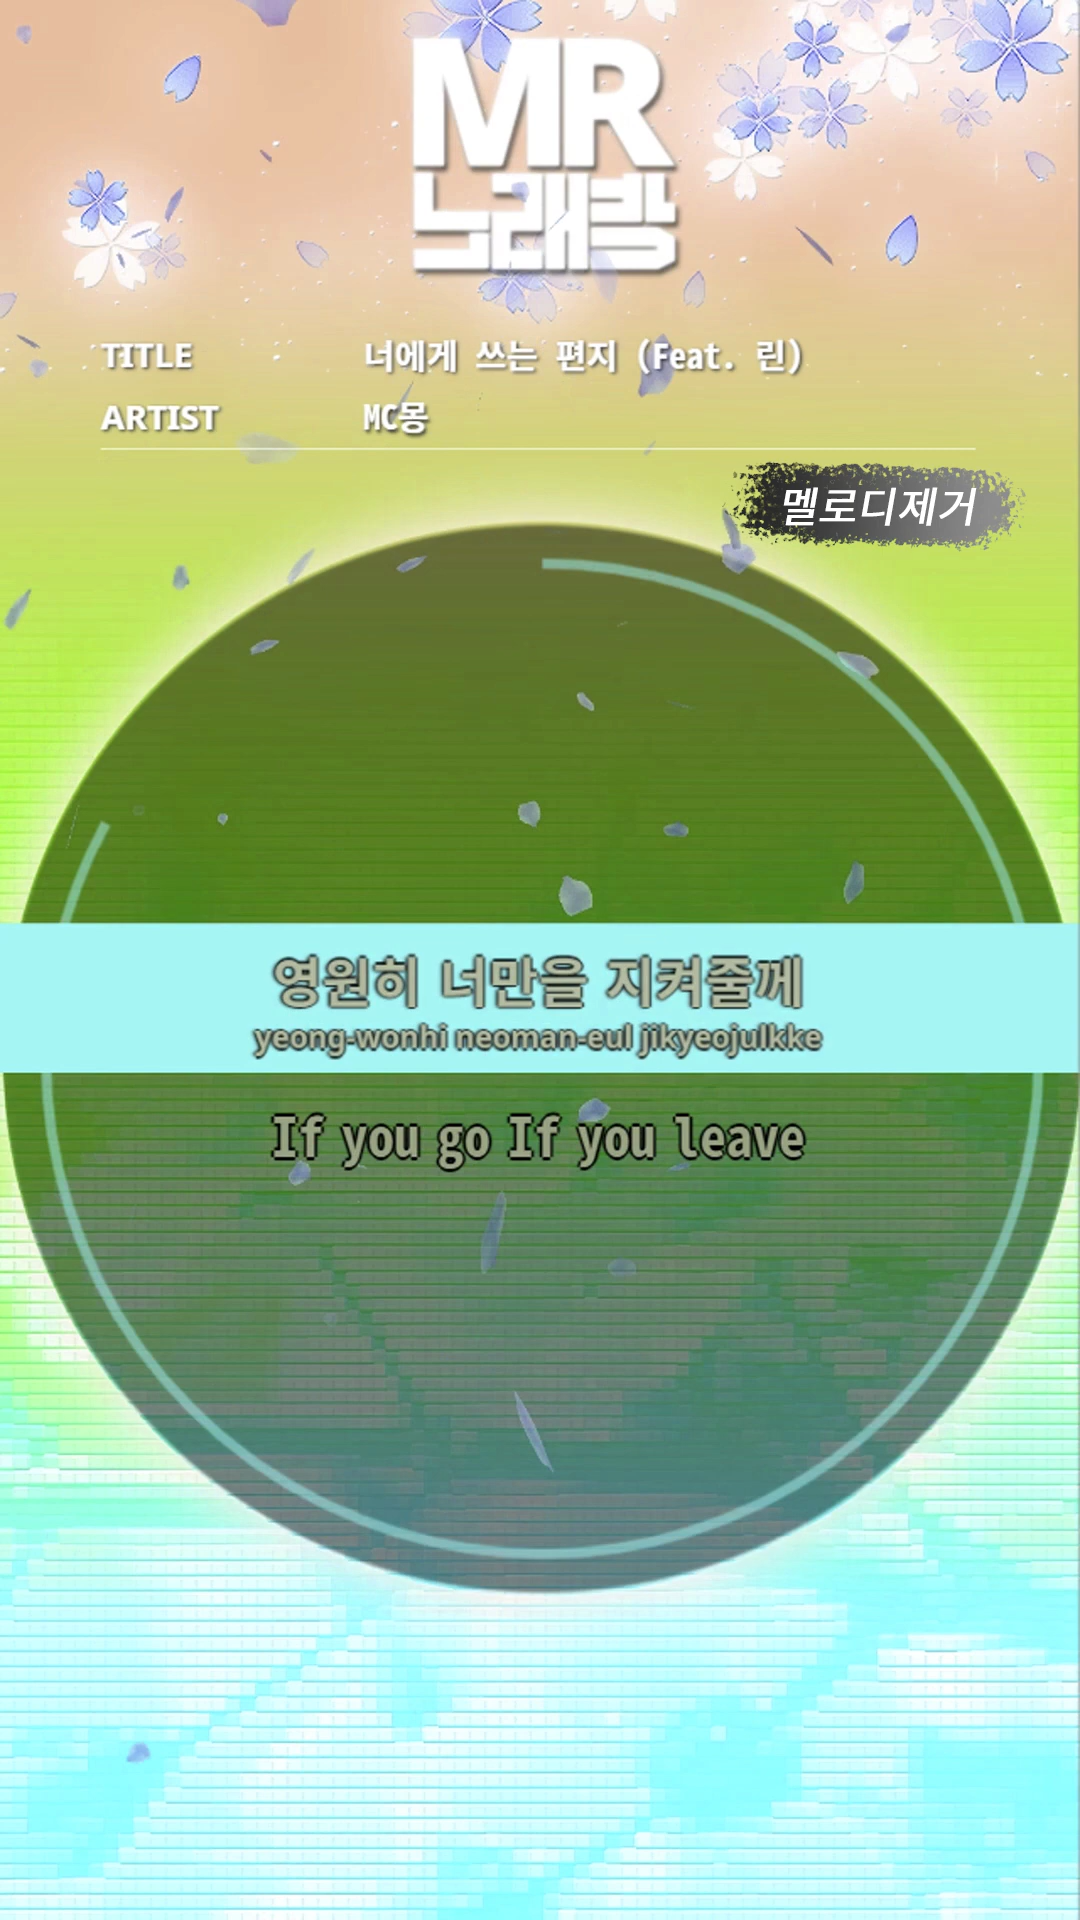 MR
노래방
TITLE 너에게 쓰는 편지 (Feat. 린)
ARTIST MC몽
멜로디제거
영원히 너만을 지켜줄께
yeong-wonhi neoman-eul jikyeojulkke
If you go If you leave